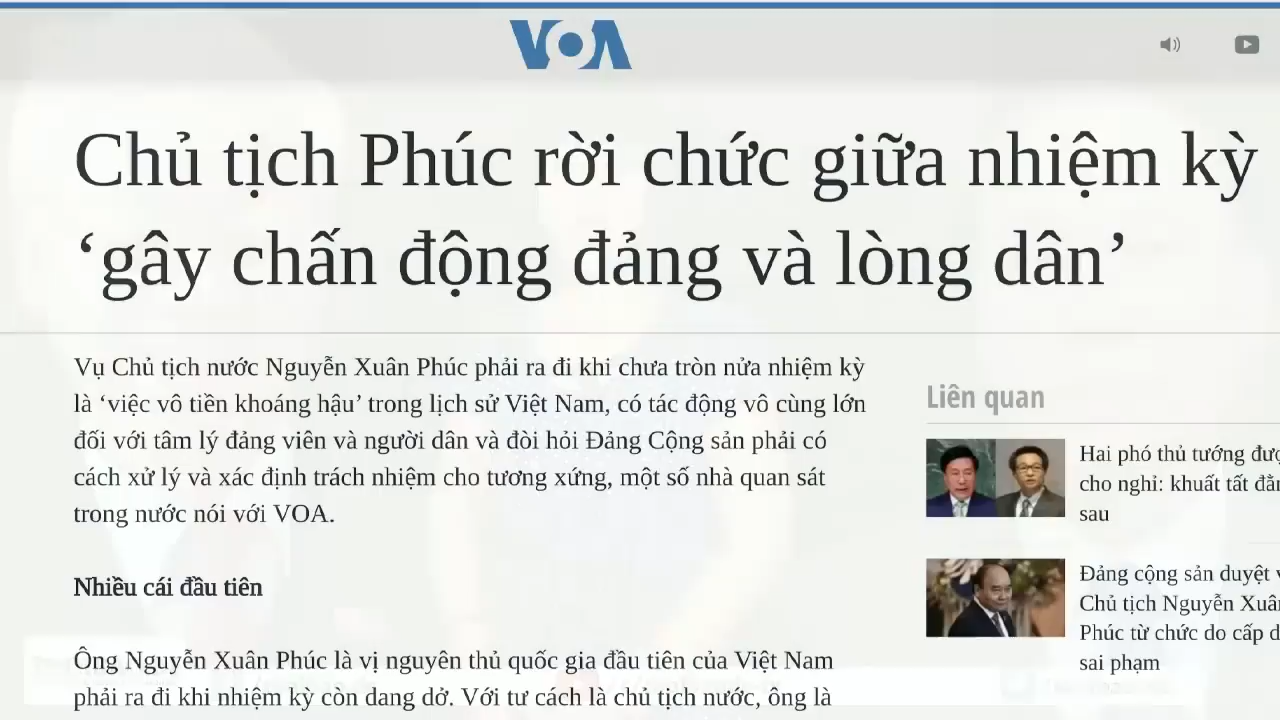 VOA
Chủ tịch Phúc rời chức giữa nhiệm kỳ
‘gây chấn động đảng và lòng dân’
Vụ Chủ tịch nước Nguyễn Xuân Phúc phải ra đi khi chưa tròn nửa nhiệm kỳ
là ‘việc vô tiền khoáng hậu’ trong lịch sử Việt Nam, có tác động vô cùng lớn
đối với tâm lý đảng viên và người dân và đòi hỏi Đảng Cộng sản phải có
cách xử lý và xác định trách nhiệm cho tương xứng, một số nhà quan sát
trong nước nói với VOA.
Nhiều cái đầu tiên
Ông Nguyễn Xuân Phúc là vị nguyên thủ quốc gia đầu tiên của Việt Nam
phải ra đi khi nhiệm kỳ còn dang dở. Với tư cách là chủ tịch nước, ông là
Liên quan
Hai phó thủ tướng
cho nghỉ: khuất tất
sau
Đảng cộng sản duyệt
Chủ tịch Nguyễn
Phúc từ chức do cấp
sai phạm